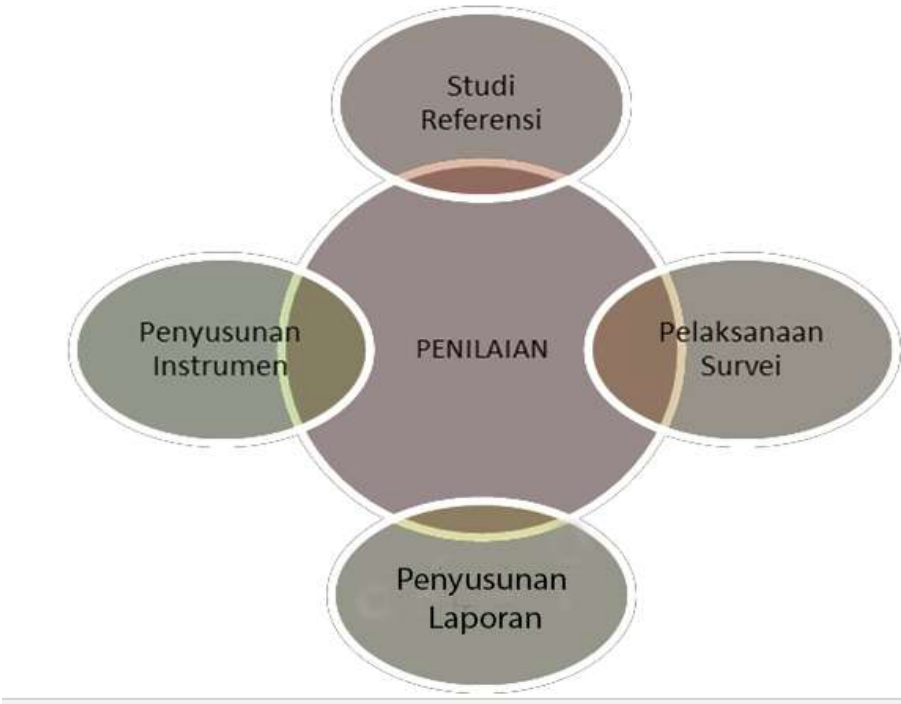 Studi
Referensi
Penyusunan
Instrumen
PENILAIAN
Pelaksanaan
Survei
Penyusunan
Laporan